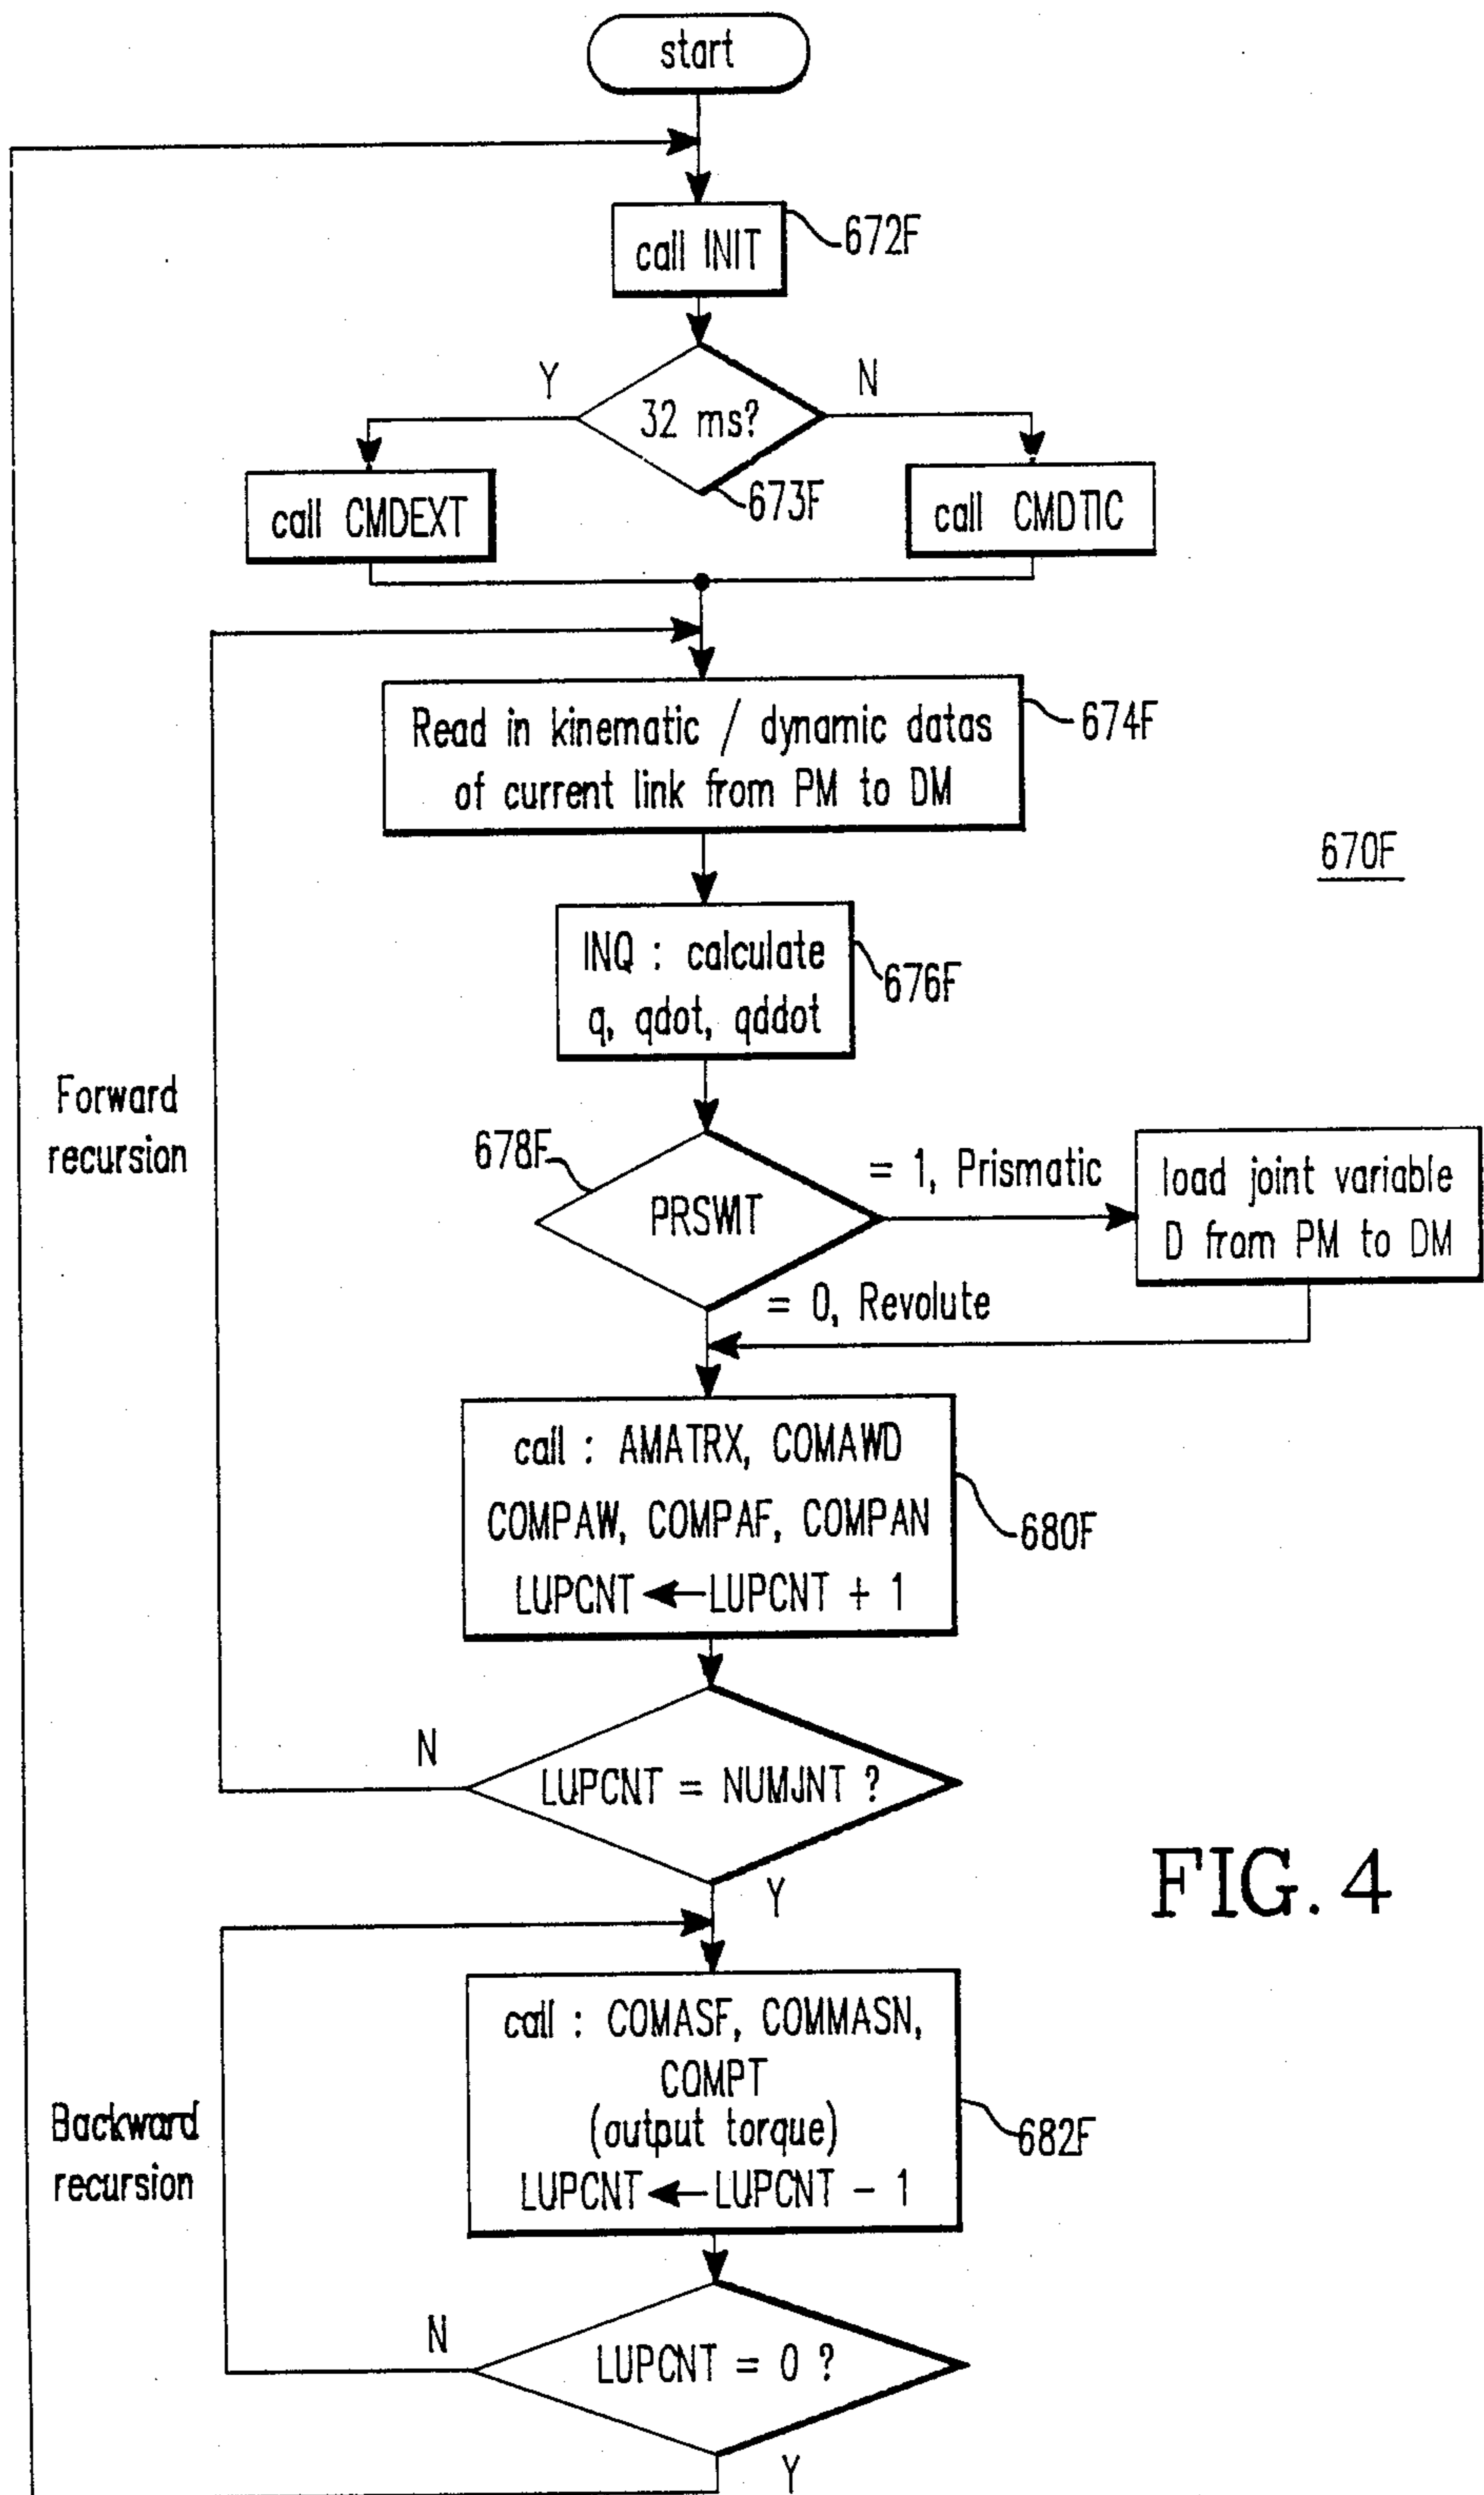 start
call INIT
672F
Y
N
32 ms?
673F
call CMDEXT
call CMDTIC
Read in kinematic / dynamic datas
of current link from PM to DM
674F
670F
INQ : calculate
q, qdot, qddot
676F
Forward
recursion
678F
PRSWIT
= 1, Prismatic
load joint variable
D from PM to DM
= 0, Revolute
call : AMATRX, COMAWD
COMPAW, COMPAF, COMPAN
LUPCNT ← LUPCNT + 1
680F
N
LUPCNT = NUMJNT ?
Y
FIG. 4
call : COMASF, COMMASN,
COMPT
(output torque)
LUPCNT ← LUPCNT - 1
682F
Backward
recursion
N
LUPCNT = 0 ?
Y